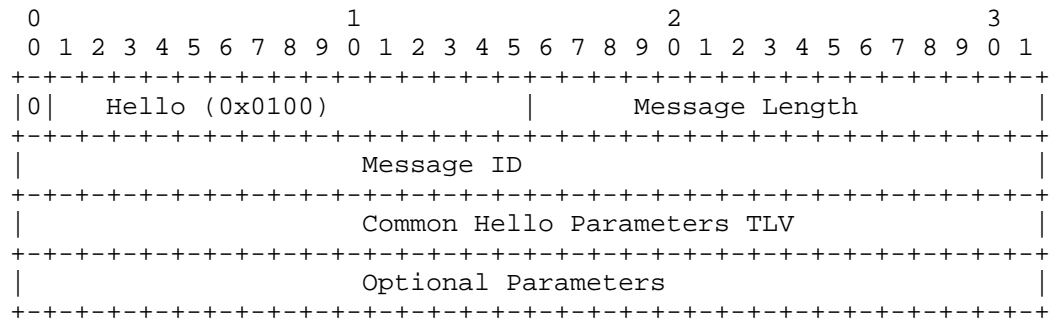 0                   1                   2                   3
 0 1 2 3 4 5 6 7 8 9 0 1 2 3 4 5 6 7 8 9 0 1 2 3 4 5 6 7 8 9 0 1
+-+-+-+-+-+-+-+-+-+-+-+-+-+-+-+-+-+-+-+-+-+-+-+-+-+-+-+-+-+-+-+-+
|0|   Hello (0x0100)            |      Message Length           |
+-+-+-+-+-+-+-+-+-+-+-+-+-+-+-+-+-+-+-+-+-+-+-+-+-+-+-+-+-+-+-+-+
|                     Message ID                                |
+-+-+-+-+-+-+-+-+-+-+-+-+-+-+-+-+-+-+-+-+-+-+-+-+-+-+-+-+-+-+-+-+
|                     Common Hello Parameters TLV               |
+-+-+-+-+-+-+-+-+-+-+-+-+-+-+-+-+-+-+-+-+-+-+-+-+-+-+-+-+-+-+-+-+
|                     Optional Parameters                       |
+-+-+-+-+-+-+-+-+-+-+-+-+-+-+-+-+-+-+-+-+-+-+-+-+-+-+-+-+-+-+-+-+